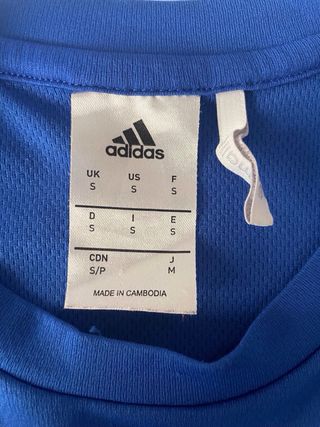 adidas
UK US F
S S S
D I E
S S S
CDN J
S/P M
MADE IN CAMBODIA